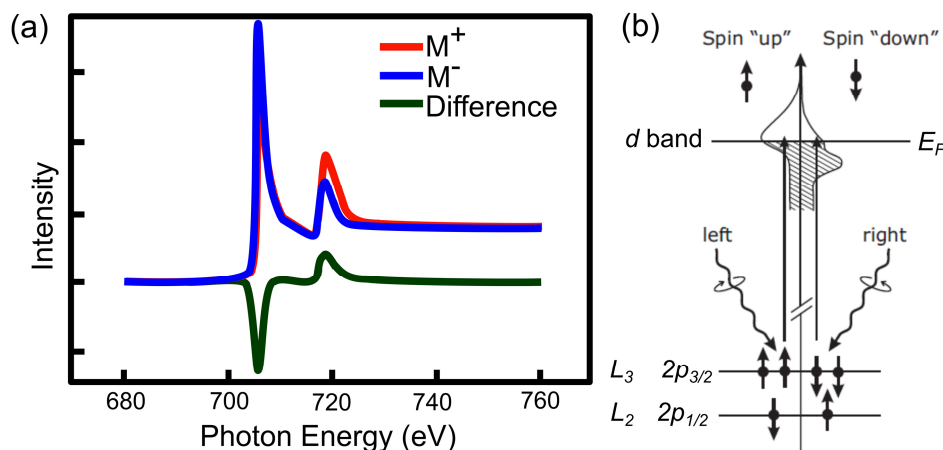 (a)
M+
M-
Difference
Intensity
680 700 720 740 760
Photon Energy (eV)
(b)
Spin “up” Spin “down”
d band
EF
left right
L3 2p3/2
L2 2p1/2